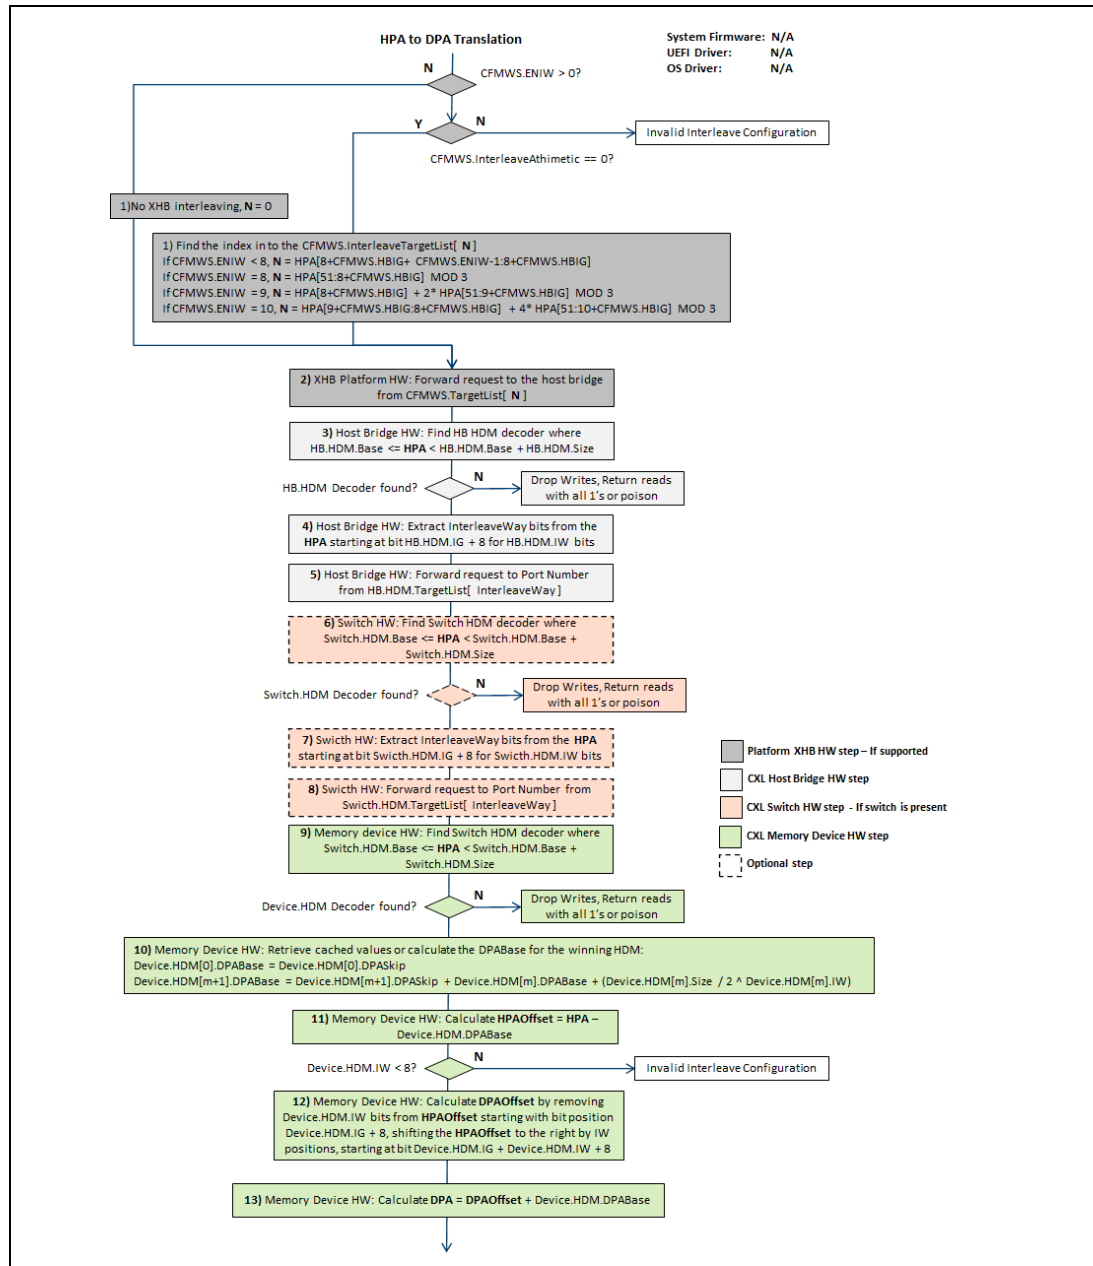 HPA to DPA Translation
System Firmware: N/A
UEFI Driver: N/A
OS Driver: N/A
N
CFMWS.ENIW > 0?
Y
N
Invalid Interleave Configuration
CFMWS.InterleaveAthimetic == 0?
1)No XHB interleaving, N = 0
1) Find the index in to the CFMWS.InterleaveTargetList[ N ]
If CFMWS.ENIW < 8, N = HPA[8+CFMWS.HBIG+ CFMWS.ENIW-1:8+CFMWS.HBIG]
If CFMWS.ENIW = 8, N = HPA[51:8+CFMWS.HBIG] MOD 3
If CFMWS.ENIW = 9, N = HPA[8+CFMWS.HBIG] + 2* HPA[51:9+CFMWS.HBIG] MOD 3
If CFMWS.ENIW = 10, N = HPA[9+CFMWS.HBIG:8+CFMWS.HBIG] + 4* HPA[51:10+CFMWS.HBIG] MOD 3
2) XHB Platform HW: Forward request to the host bridge
from CFMWS.TargetList[ N ]
3) Host Bridge HW: Find HB HDM decoder where
HB.HDM.Base <= HPA < HB.HDM.Base + HB.HDM.Size
HB.HDM Decoder found?
N
Drop Writes, Return reads
with all 1's or poison
4) Host Bridge HW: Extract InterleaveWay bits from the
HPA starting at bit HB.HDM.IG + 8 for HB.HDM.IW bits
5) Host Bridge HW: Forward request to Port Number
from HB.HDM.TargetList[ InterleaveWay]
6) Switch HW: Find Switch HDM decoder where
Switch.HDM.Base <= HPA < Switch.HDM.Base +
Switch.HDM.Size
Switch.HDM Decoder found?
N
Drop Writes, Return reads
with all 1's or poison
7) Swicth HW: Extract InterleaveWay bits from the HPA
starting at bit Swicth.HDM.IG + 8 for Swicth.HDM.IW bits
8) Swicth HW: Forward request to Port Number from
Swicth.HDM.TargetList[ InterleaveWay]
Platform XHB HW step – If supported
CXL Host Bridge HW step
CXL Switch HW step - If switch is present
CXL Memory Device HW step
Optional step
9) Memory device HW: Find Switch HDM decoder where
Switch.HDM.Base <= HPA < Switch.HDM.Base +
Switch.HDM.Size
Device.HDM Decoder found?
N
Drop Writes, Return reads
with all 1's or poison
10) Memory Device HW: Retrieve cached values or calculate the DPABase for the winning HDM:
Device.HDM[0].DPABase = Device.HDM[0].DPASkip
Device.HDM[m+1].DPABase = Device.HDM[m+1].DPASkip + Device.HDM[m].DPABase + (Device.HDM[m].Size / 2 ^ Device.HDM[m].IW)
11) Memory Device HW: Calculate HPAOffset = HPA –
Device.HDM.DPABase
Device.HDM.IW < 8?
N
Invalid Interleave Configuration
12) Memory Device HW: Calculate DPAOffset by removing
Device.HDM.IW bits from HPAOffset starting with bit position
Device.HDM.IG + 8, shifting the HPAOffset to the right by IW
positions, starting at bit Device.HDM.IG + Device.HDM.IW + 8
13) Memory Device HW: Calculate DPA = DPAOffset + Device.HDM.DPABase